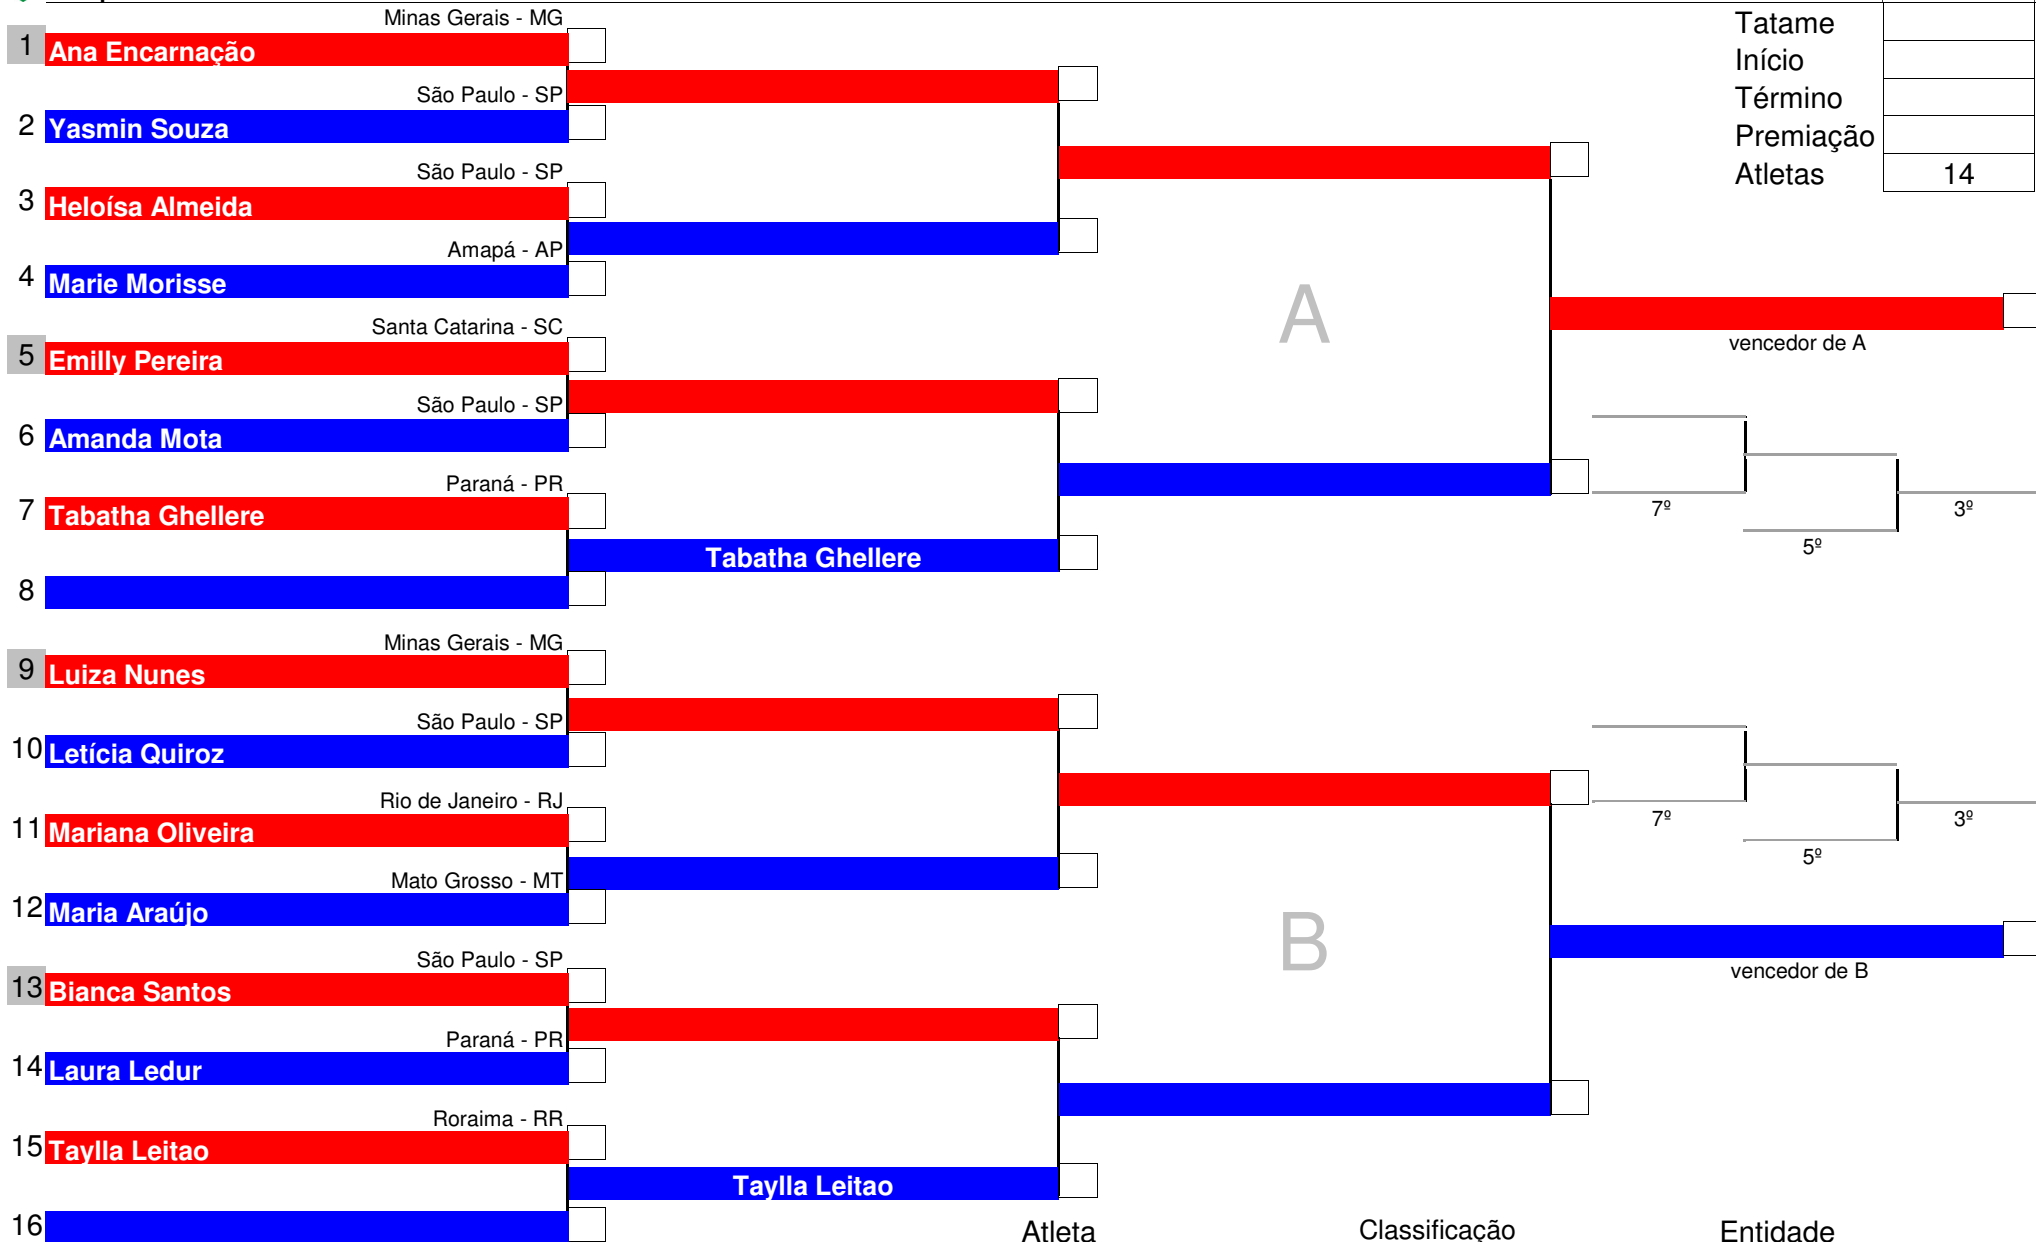 Minas Gerais - MG
1 Ana Encarnação
São Paulo - SP
2 Yasmin Souza
São Paulo - SP
3 Heloísa Almeida
Amapá - AP
4 Marie Morisse
Santa Catarina - SC
5 Emilly Pereira
São Paulo - SP
6 Amanda Mota
Paraná - PR
7 Tabatha Ghellere
Tabatha Ghellere
8
Minas Gerais - MG
9 Luiza Nunes
São Paulo - SP
10 Letícia Quiroz
Rio de Janeiro - RJ
11 Mariana Oliveira
Mato Grosso - MT
12 Maria Araújo
São Paulo - SP
13 Bianca Santos
Paraná - PR
14 Laura Ledur
Roraima - RR
15 Taylla Leitao
Taylla Leitao
16
A
B
Tatame
Início
Término
Premiação
Atletas 14
vencedor de A
7º
3º
5º
7º
3º
5º
vencedor de B
Atleta Classificação Entidade